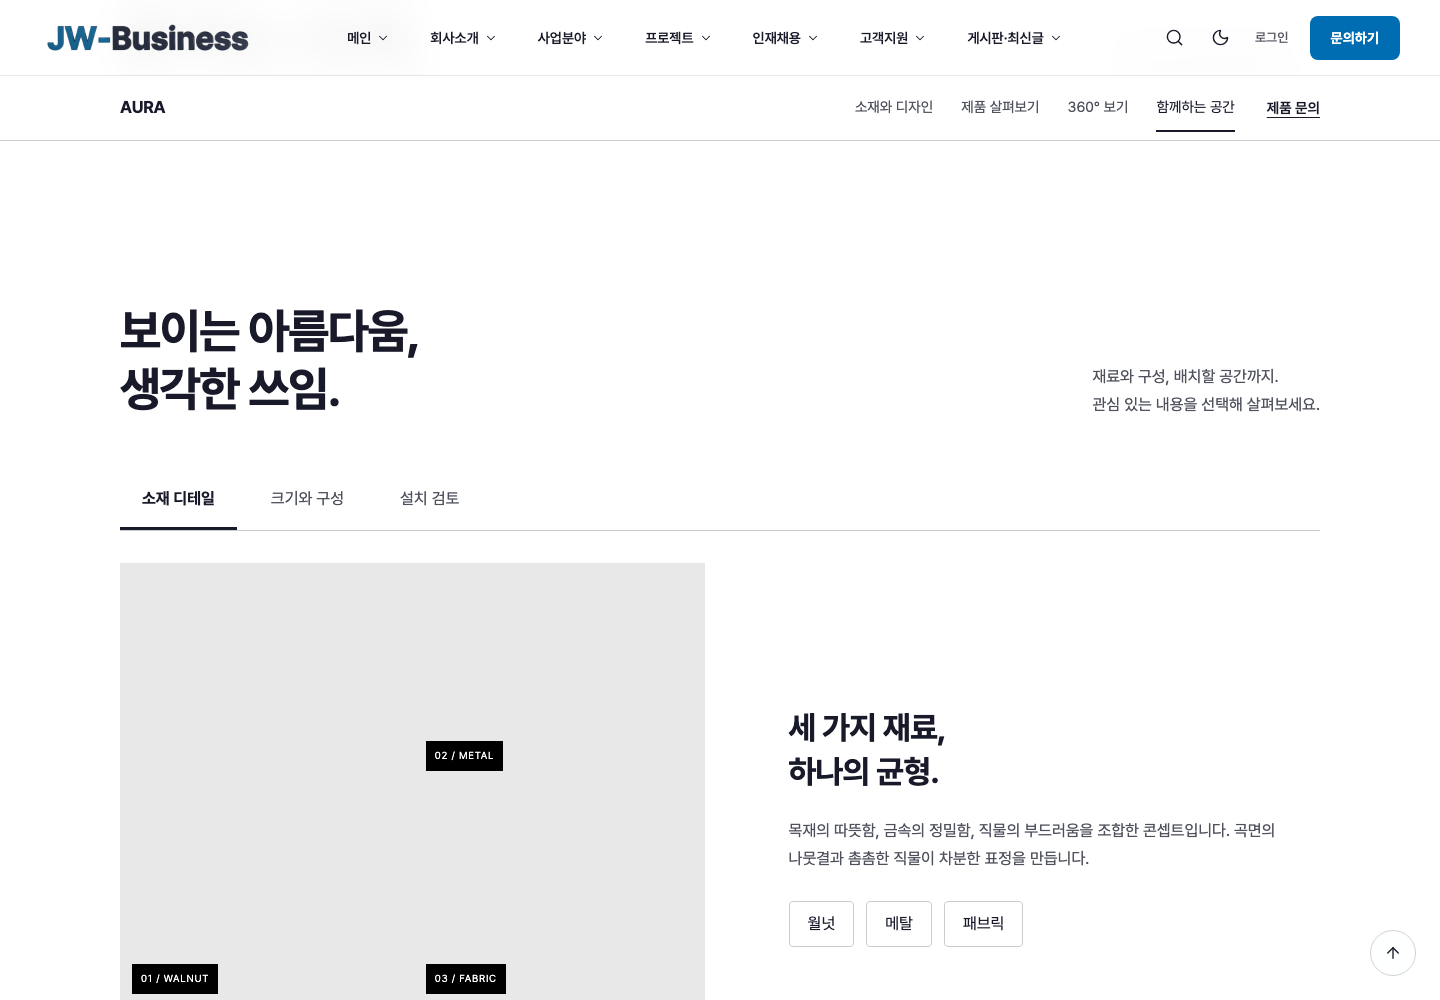 JW-Business
메인
회사소개
사업분야
프로젝트
인재채용
고객지원
게시판·최신글
로그인
문의하기
AURA
소재와 디자인
제품 살펴보기
360° 보기
함께하는 공간
제품 문의
보이는 아름다움,
생각한 쓰임.
재료와 구성, 배치할 공간까지.
관심 있는 내용을 선택해 살펴보세요.
소재 디테일
크기와 구성
설치 검토
02 / METAL
01 / WALNUT
03 / FABRIC
세 가지 재료,
하나의 균형.
목재의 따뜻함, 금속의 정밀함, 직물의 부드러움을 조합한 콘셉트입니다. 곡면의
나뭇결과 촘촘한 직물이 차분한 표정을 만듭니다.
월넛
메탈
패브릭